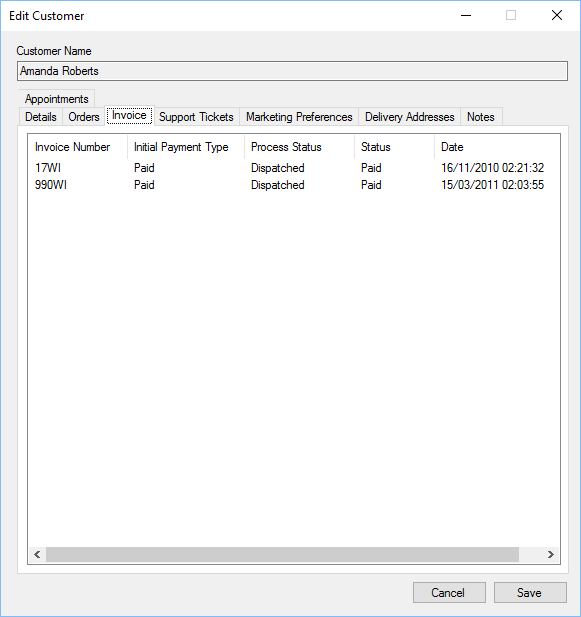 Edit Customer
Customer Name
Amanda Roberts
Appointments
Details Orders Invoice Support Tickets Marketing Preferences Delivery Addresses Notes
Invoice Number Initial Payment Type Process Status Status Date
17WI Paid Dispatched Paid 16/11/2010 02:21:32
990WI Paid Dispatched Paid 15/03/2011 02:03:55
Cancel Save